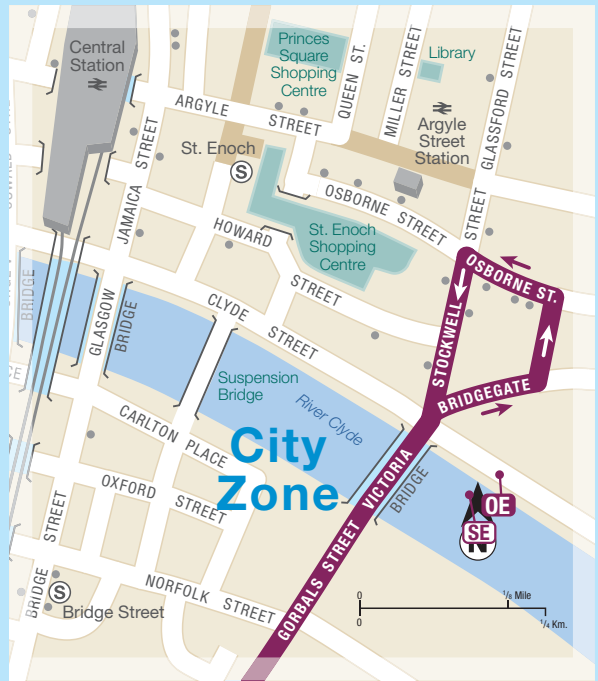 Central
Station
Princes
Square
Shopping
Centre
QUEEN ST.
MILLER STREET
Library
GLASSFORD STREET
ARGYLE STREET
Argyle
Street
Station
JAMAICA STREET
St. Enoch
S
OSBORNE STREET
HOWARD STREET
St. Enoch
Shopping
Centre
STOCKWELL STREET
OSBORNE ST.
BRIDGEGATE
BRIDGE
GLASGOW
BRIDGE
CLYDE STREET
Suspension
Bridge
River Clyde
City
Zone
CARLTON PLACE
OXFORD STREET
NORFOLK STREET
BRIDGE STREET
S
Bridge Street
GORBALS STREET
VICTORIA
BRIDGE
OE
SE
N
0
1/8 Mile
0
1/4 Km.